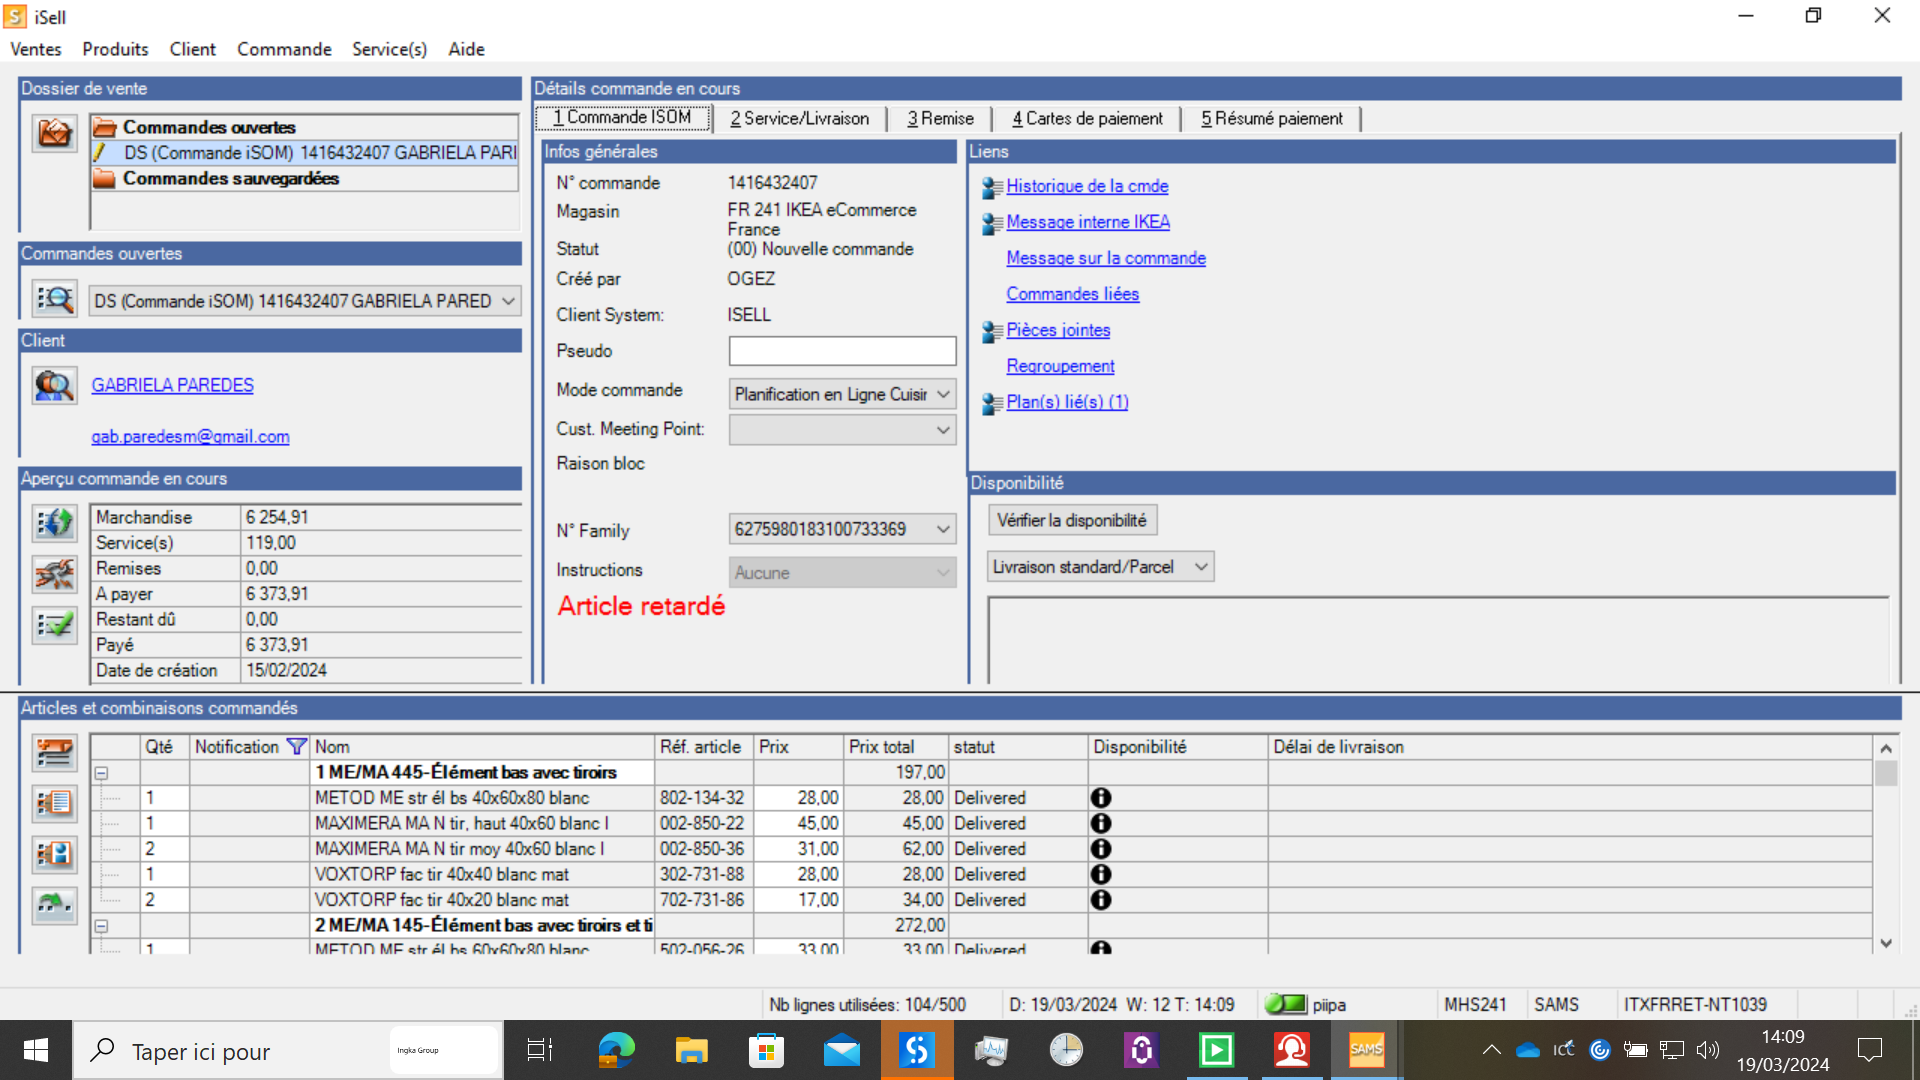 iSell
Ventes Produits Client Commande Service(s) Aide
Dossier de vente
Commandes ouvertes
DS (Commande iSOM) 1416432407 GABRIELA PARI
Commandes sauvegardées
Commandes ouvertes
DS (Commande iSOM) 1416432407 GABRIELA PARED
Client
GABRIELA PAREDES
gab.paredesm@gmail.com
Aperçu commande en cours
Marchandise 6 254,91
Service(s) 119,00
Remises 0,00
A payer 6 373,91
Restant dû 0,00
Payé 6 373,91
Date de création 15/02/2024
Détails commande en cours
1 Commande ISOM 2 Service/Livraison 3 Remise 4 Cartes de paiement 5 Résumé paiement
Infos générales
N° commande 1416432407
Magasin FR 241 IKEA eCommerce
France
Statut (00) Nouvelle commande
Créé par OGEZ
Client System: ISELL
Pseudo
Mode commande Planification en Ligne Cuisir
Cust. Meeting Point:
Raison bloc
N° Family 6275980183100733369
Instructions Aucune
Article retardé
Liens
Historique de la cmde
Message interne IKEA
Message sur la commande
Commandes liées
Pièces jointes
Regroupement
Plan(s) lié(s) (1)
Disponibilité
Vérifier la disponibilité
Livraison standard/Parcel
Articles et combinaisons commandés
Qté Notification Nom Réf. article Prix Prix total statut Disponibilité Délai de livraison
1 ME/MA 445-Élément bas avec tiroirs 197,00
1 METOD ME str él bs 40x60x80 blanc 802-134-32 28,00 28,00 Delivered
1 MAXIMERA MA N tir, haut 40x60 blanc I 002-850-22 45,00 45,00 Delivered
2 MAXIMERA MA N tir moy 40x60 blanc I 002-850-36 31,00 62,00 Delivered
1 VOXTORP fac tir 40x40 blanc mat 302-731-88 28,00 28,00 Delivered
2 VOXTORP fac tir 40x20 blanc mat 702-731-86 17,00 34,00 Delivered
2 ME/MA 145-Élément bas avec tiroirs et ti 272,00
1 METOD ME str él bs 60x60x80 blanc 502-056-26 33,00 33,00 Delivered
Nb lignes utilisées: 104/500 D: 19/03/2024 W: 12 T: 14:09 piipa MHS241 SAMS ITXFRRET-NT1039
Taper ici pour
Ingka Group
SAMS
ICC
14:09
19/03/2024